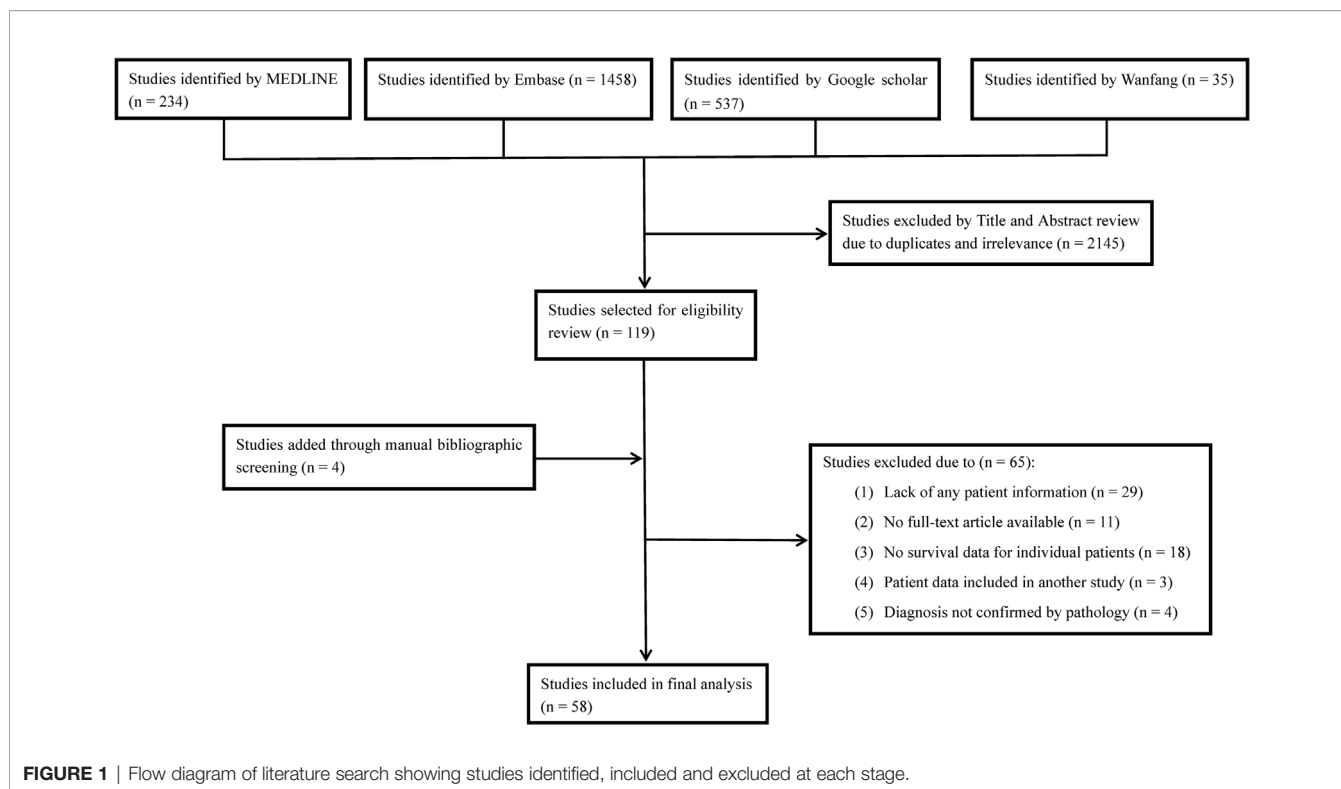 Studies identified by MEDLINE
(n = 234)
Studies identified by Embase (n = 1458)
Studies identified by Google scholar
(n = 537)
Studies identified by Wanfang (n = 35)
Studies excluded by Title and Abstract review
due to duplicates and irrelevance (n = 2145)
Studies selected for eligibility
review (n = 119)
Studies added through manual bibliographic
screening (n = 4)
Studies excluded due to (n = 65):
(1) Lack of any patient information (n = 29)
(2) No full-text article available (n = 11)
(3) No survival data for individual patients (n = 18)
(4) Patient data included in another study (n = 3)
(5) Diagnosis not confirmed by pathology (n = 4)
Studies included in final analysis
(n = 58)
FIGURE 1 | Flow diagram of literature search showing studies identified, included and excluded at each stage.